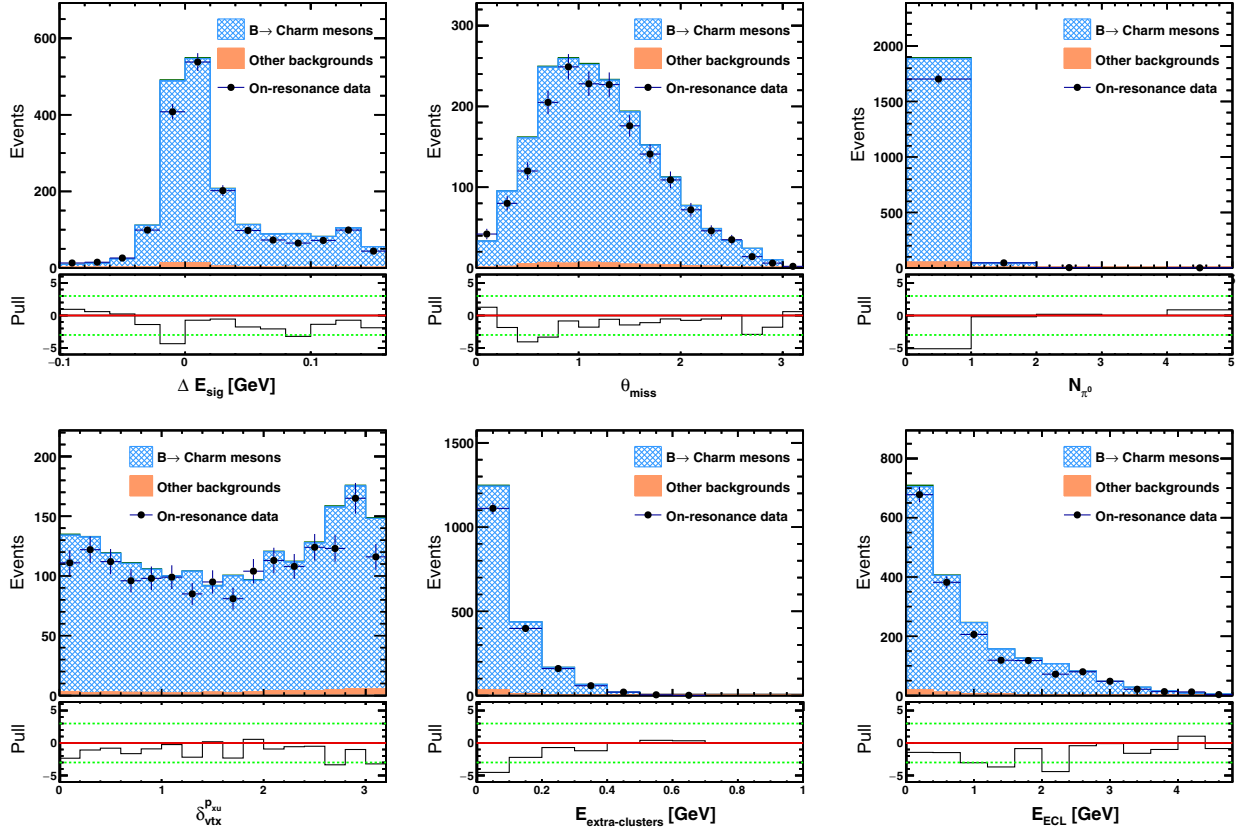 600
400
200
0
Events
B→ Charm mesons
Other backgrounds
On-resonance data
5
0
−5
Pull
−0.1
0
0.1
Δ E_sig [GeV]
300
200
100
0
Events
B→ Charm mesons
Other backgrounds
On-resonance data
5
0
−5
Pull
0
1
2
3
θ_miss
2000
1500
1000
500
0
Events
B→ Charm mesons
Other backgrounds
On-resonance data
5
0
−5
Pull
0
1
2
3
4
5
N_π⁰
200
150
100
50
0
Events
B→ Charm mesons
Other backgrounds
On-resonance data
5
0
−5
Pull
0
1
2
3
δ_vtx^p_xu
1500
1000
500
0
Events
B→ Charm mesons
Other backgrounds
On-resonance data
5
0
−5
Pull
0
0.2
0.4
0.6
0.8
1
E_extra-clusters [GeV]
800
600
400
200
0
Events
B→ Charm mesons
Other backgrounds
On-resonance data
5
0
−5
Pull
0
1
2
3
4
E_ECL [GeV]